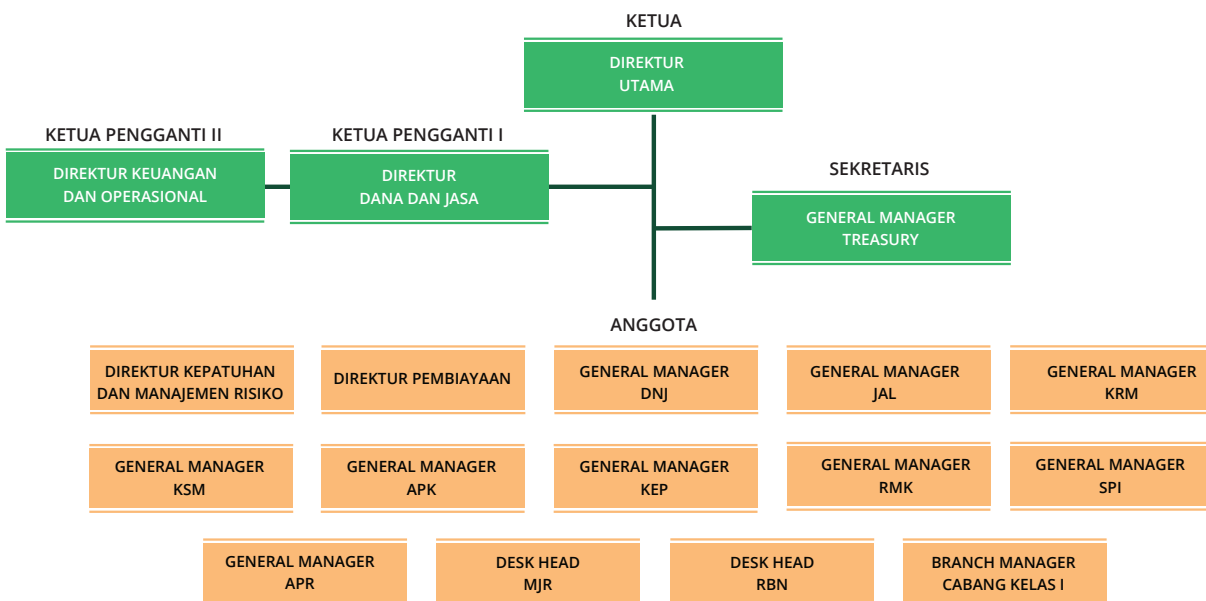 KETUA
DIREKTUR
UTAMA
KETUA PENGGANTI II
DIREKTUR KEUANGAN
DAN OPERASIONAL
KETUA PENGGANTI I
DIREKTUR
DANA DAN JASA
SEKRETARIS
GENERAL MANAGER
TREASURY
ANGGOTA
DIREKTUR KEPATUHAN
DAN MANAJEMEN RISIKO
DIREKTUR PEMBIAYAAN
GENERAL MANAGER
DNJ
GENERAL MANAGER
JAL
GENERAL MANAGER
KRM
GENERAL MANAGER
KSM
GENERAL MANAGER
APK
GENERAL MANAGER
KEP
GENERAL MANAGER
RMK
GENERAL MANAGER
SPI
GENERAL MANAGER
APR
DESK HEAD
MJR
DESK HEAD
RBN
BRANCH MANAGER
CABANG KELAS I